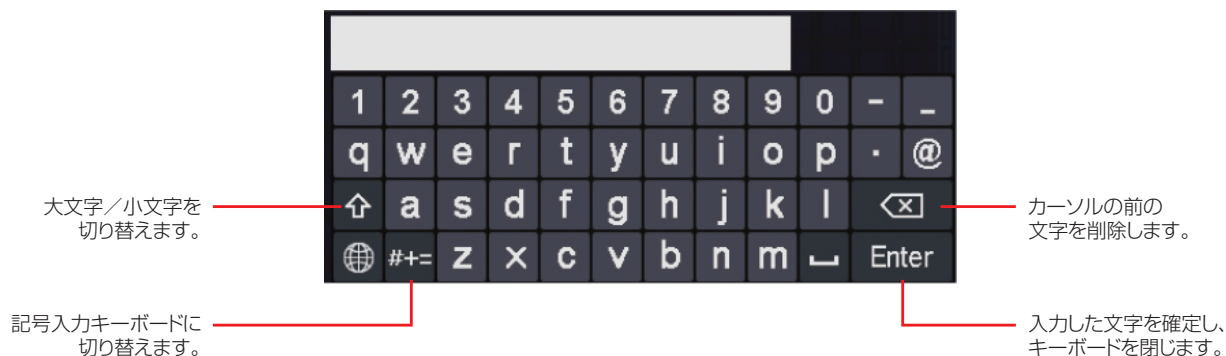 1 2 3 4 5 6 7 8 9 0 - _
q w e r t y u i o p . @
大文字／小文字を
切り替えます。
a s d f g h j k l
カーソルの前の
文字を削除します。
#+= z x c v b n m Enter
記号入力キーボードに
切り替えます。
入力した文字を確定し、
キーボードを閉じます。